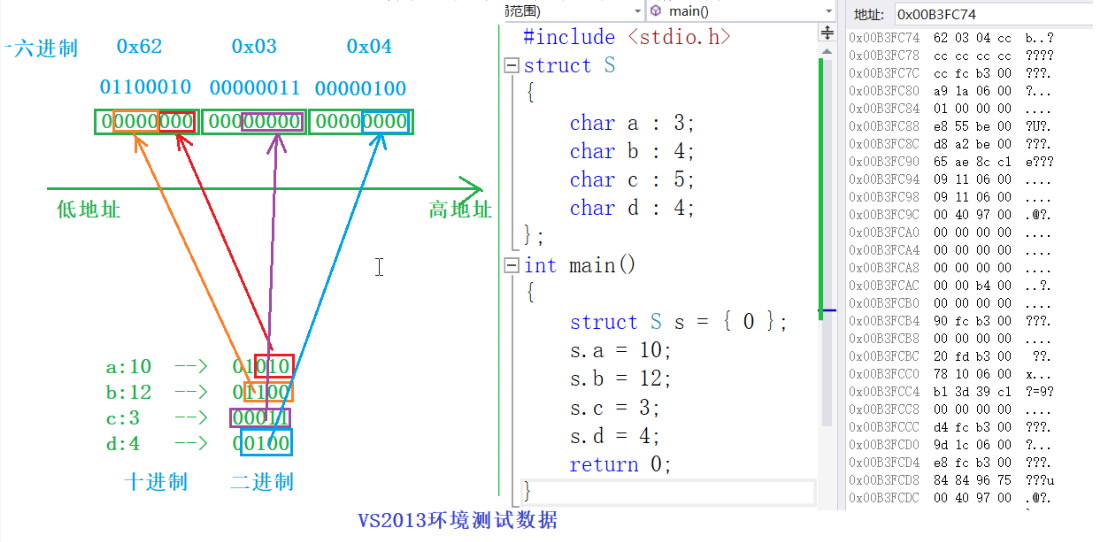 一六进制 0x62 0x03 0x04
01100010 00000011 00000100
00000000 00000000 00000000
低地址 高地址
a:10 --> 01010
b:12 --> 01100
c:3 --> 00011
d:4 --> 00100
十进制 二进制
局范围) main()
#include <stdio.h>
struct S
{
char a : 3;
char b : 4;
char c : 5;
char d : 4;
};
int main()
{
struct S s = { 0 };
s.a = 10;
s.b = 12;
s.c = 3;
s.d = 4;
return 0;
}
地址: 0x00B3FC74
0x00B3FC74 62 03 04 cc b..?
0x00B3FC78 cc cc cc cc ????
0x00B3FC7C cc fc b3 00 ???.
0x00B3FC80 a9 1a 06 00 ?...
0x00B3FC84 01 00 00 00 ....
0x00B3FC88 e8 55 be 00 ?U?.
0x00B3FC8C d8 a2 be 00 ???.
0x00B3FC90 65 ae 8c c1 e???
0x00B3FC94 09 11 06 00 ....
0x00B3FC98 09 11 06 00 ....
0x00B3FC9C 00 40 97 00 .@?.
0x00B3FCA0 00 00 00 00 ....
0x00B3FCA4 00 00 00 00 ....
0x00B3FCA8 00 00 00 00 ....
0x00B3FCAC 00 00 b4 00 ..?.
0x00B3FCB0 00 00 00 00 ....
0x00B3FCB4 90 fc b3 00 ???.
0x00B3FCB8 00 00 00 00 ....
0x00B3FCBC 20 fd b3 00 ??.
0x00B3FCC0 78 10 06 00 x...
0x00B3FCC4 b1 3d 39 c1 ?=9?
0x00B3FCC8 00 00 00 00 ....
0x00B3FCCC d4 fc b3 00 ???.
0x00B3FCD0 9d 1c 06 00 ?...
0x00B3FCD4 e8 fc b3 00 ???.
0x00B3FCD8 84 84 96 75 ???u
0x00B3FCDC 00 40 97 00 .@?.
VS2013环境测试数据